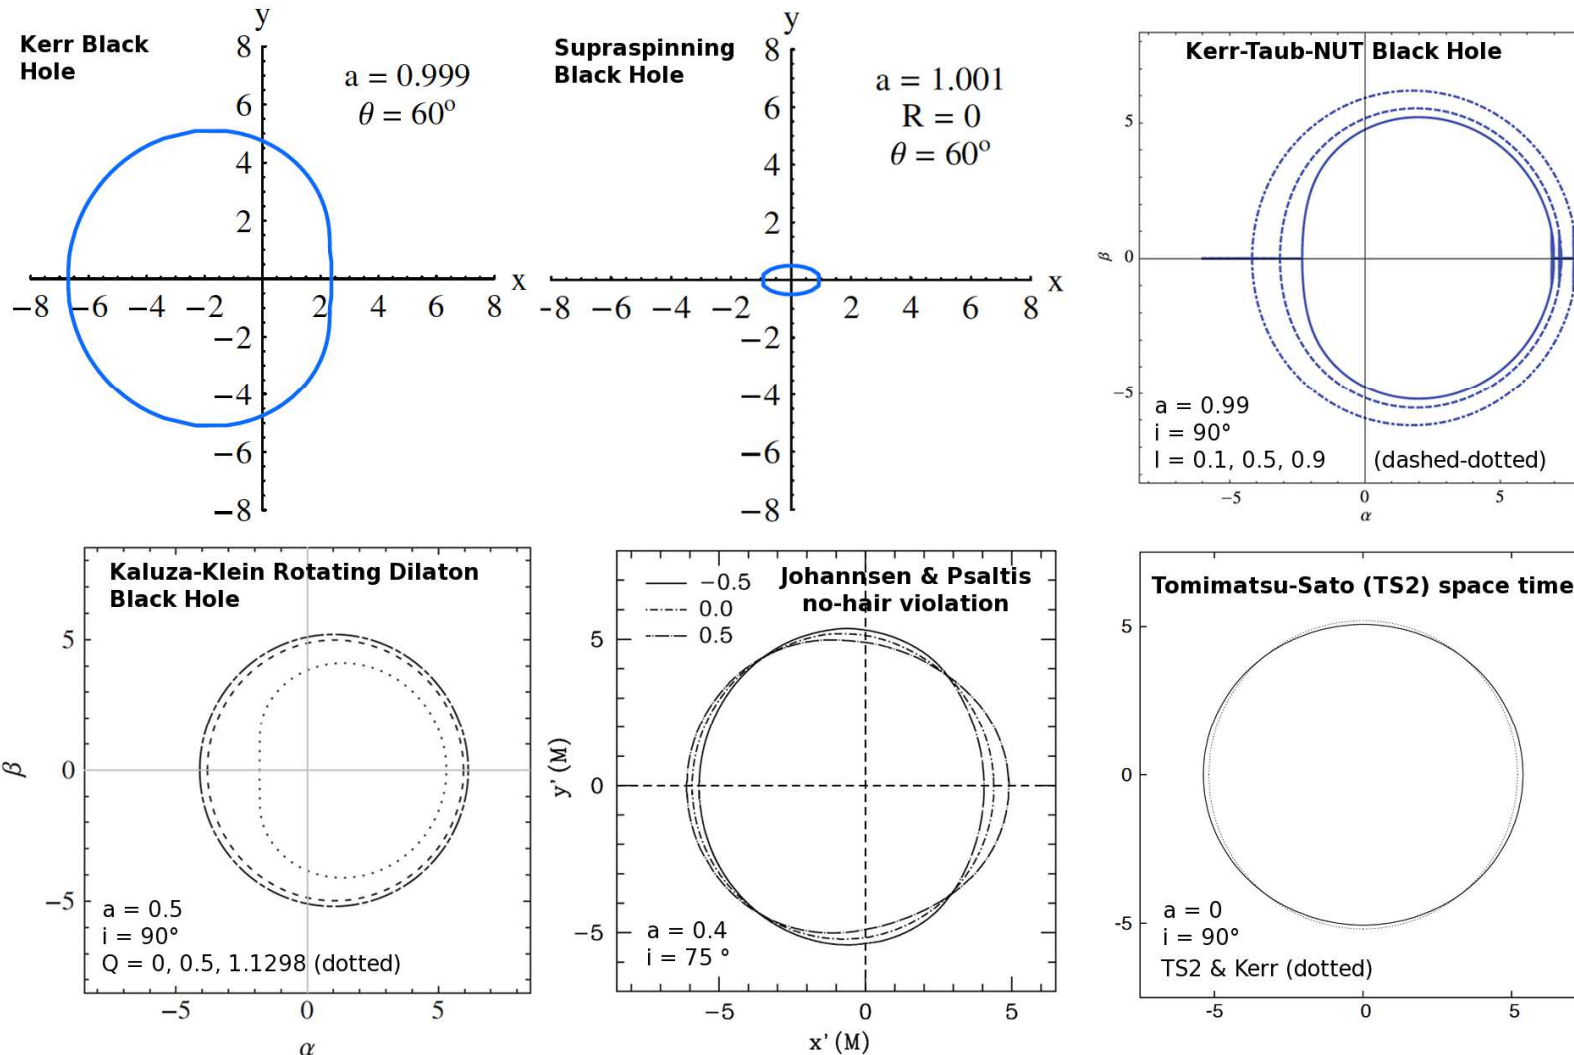 Kerr Black
Hole
y
8
6
4
2
−2
−4
−6
−8
−8 −6 −4 −2 2 4 6 8 x
a = 0.999
θ = 60°
Supraspinning
Black Hole
y
8
6
4
2
−2
−4
−6
−8
−8 −6 −4 −2 2 4 6 8 x
a = 1.001
R = 0
θ = 60°
Kerr-Taub-NUT Black Hole
5
0
−5
β
a = 0.99
i = 90°
l = 0.1, 0.5, 0.9 (dashed-dotted)
−5 0 5
α
Kaluza-Klein Rotating Dilaton
Black Hole
5
0
−5
β
a = 0.5
i = 90°
Q = 0, 0.5, 1.1298 (dotted)
−5 0 5
α
Johannsen & Psaltis
no-hair violation
−0.5
0.0
0.5
5
0
−5
y' (M)
a = 0.4
i = 75 °
−5 0 5
x' (M)
Tomimatsu-Sato (TS2) space time
5
0
-5
a = 0
i = 90°
TS2 & Kerr (dotted)
-5 0 5